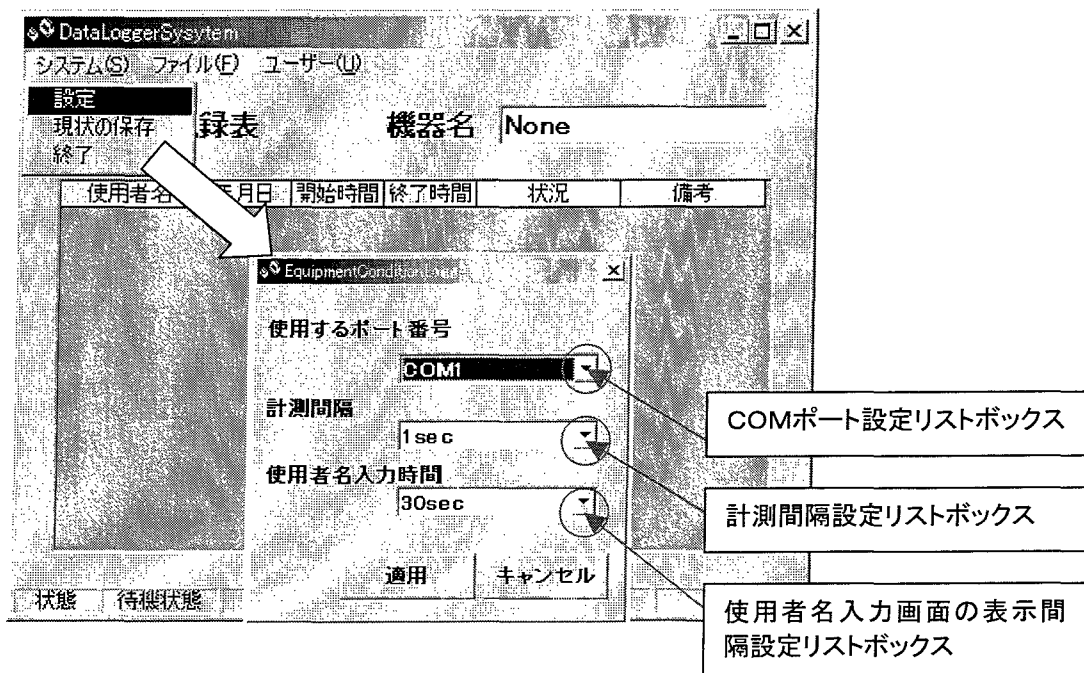 DataLoggerSysytem
システム(S) ファイル(F) ユーザー(U)
設定
現状の保存
終了
録表
機器名 None
使用者名 月日 開始時間 終了時間 状況 備考
EquipmentCondition
使用するポート番号
COM1
計測間隔
1sec
使用者名入力時間
30sec
適用 キャンセル
状態 待機状態
COMポート設定リストボックス
計測間隔設定リストボックス
使用者名入力画面の表示間
隔設定リストボックス